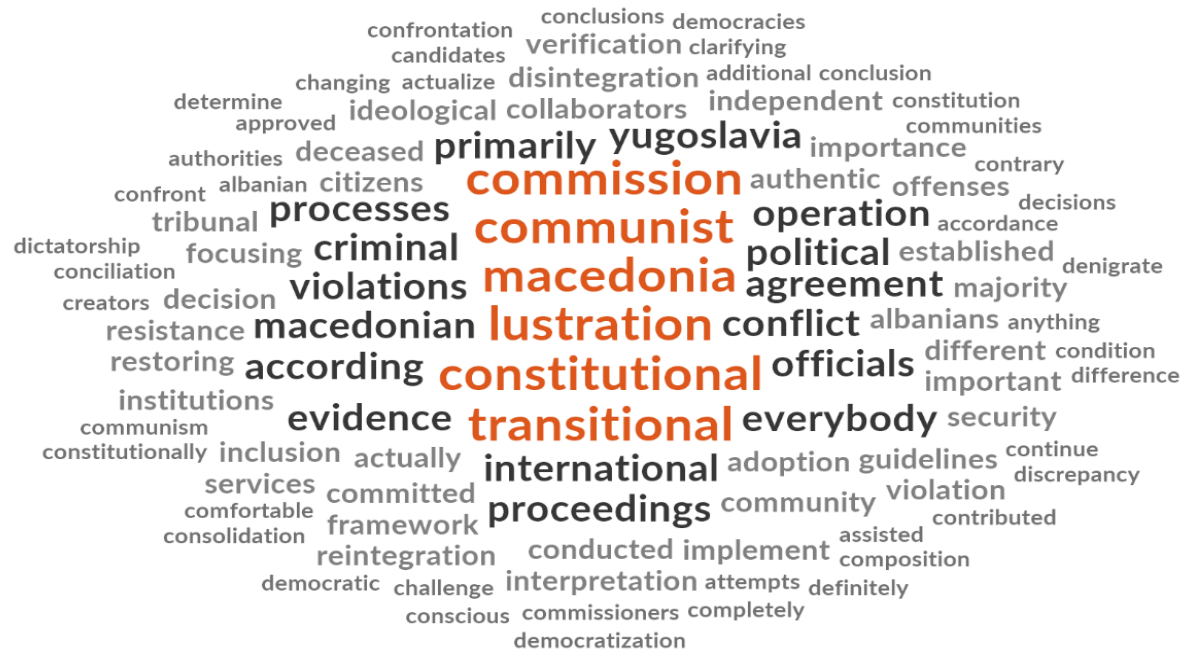 conclusions democracies
confrontation verification clarifying
candidates
changing actualize disintegration additional conclusion
determine ideological collaborators independent constitution
approved primarily yugoslavia communities
authorities deceased importance contrary
confront albanian citizens commission authentic offenses decisions
tribunal processes communist operation accordance
dictatorship focusing criminal political established
conciliation violations macedonia agreement majority denigrate
creators decision
resistance macedonian lustration conflict albanians anything
restoring according constitutional officials different condition
institutions important difference
communism evidence transitional everybody security
constitutionally inclusion actually international adoption guidelines continue
services committed proceedings community violation discrepancy
comfortable framework contributed
consolidation reintegration conducted implement assisted
composition
democratic challenge interpretation attempts definitely
conscious commissioners completely
democratization